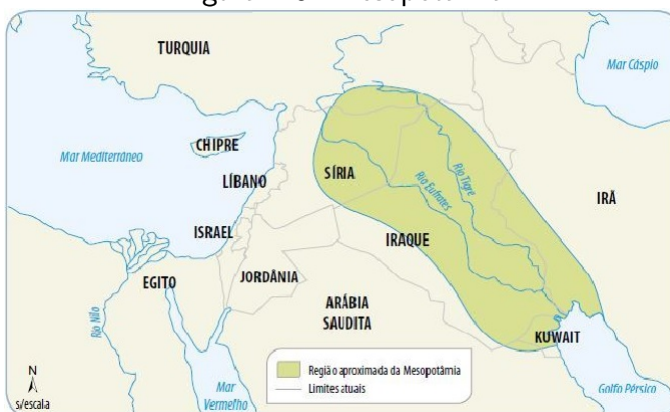 TURQUIA
Mar Cáspio
CHIPRE
Mar Mediterrâneo
LÍBANO
SÍRIA
Rio Tigre
Rio Eufrates
IRÃ
ISRAEL
IRAQUE
EGITO
JORDÂNIA
ARÁBIA
SAUDITA
KUWAIT
Rio Nilo
N
s/escala
Mar
Vermelho
Região aproximada da Mesopotâmia
Limites atuais
Golfo Pérsico